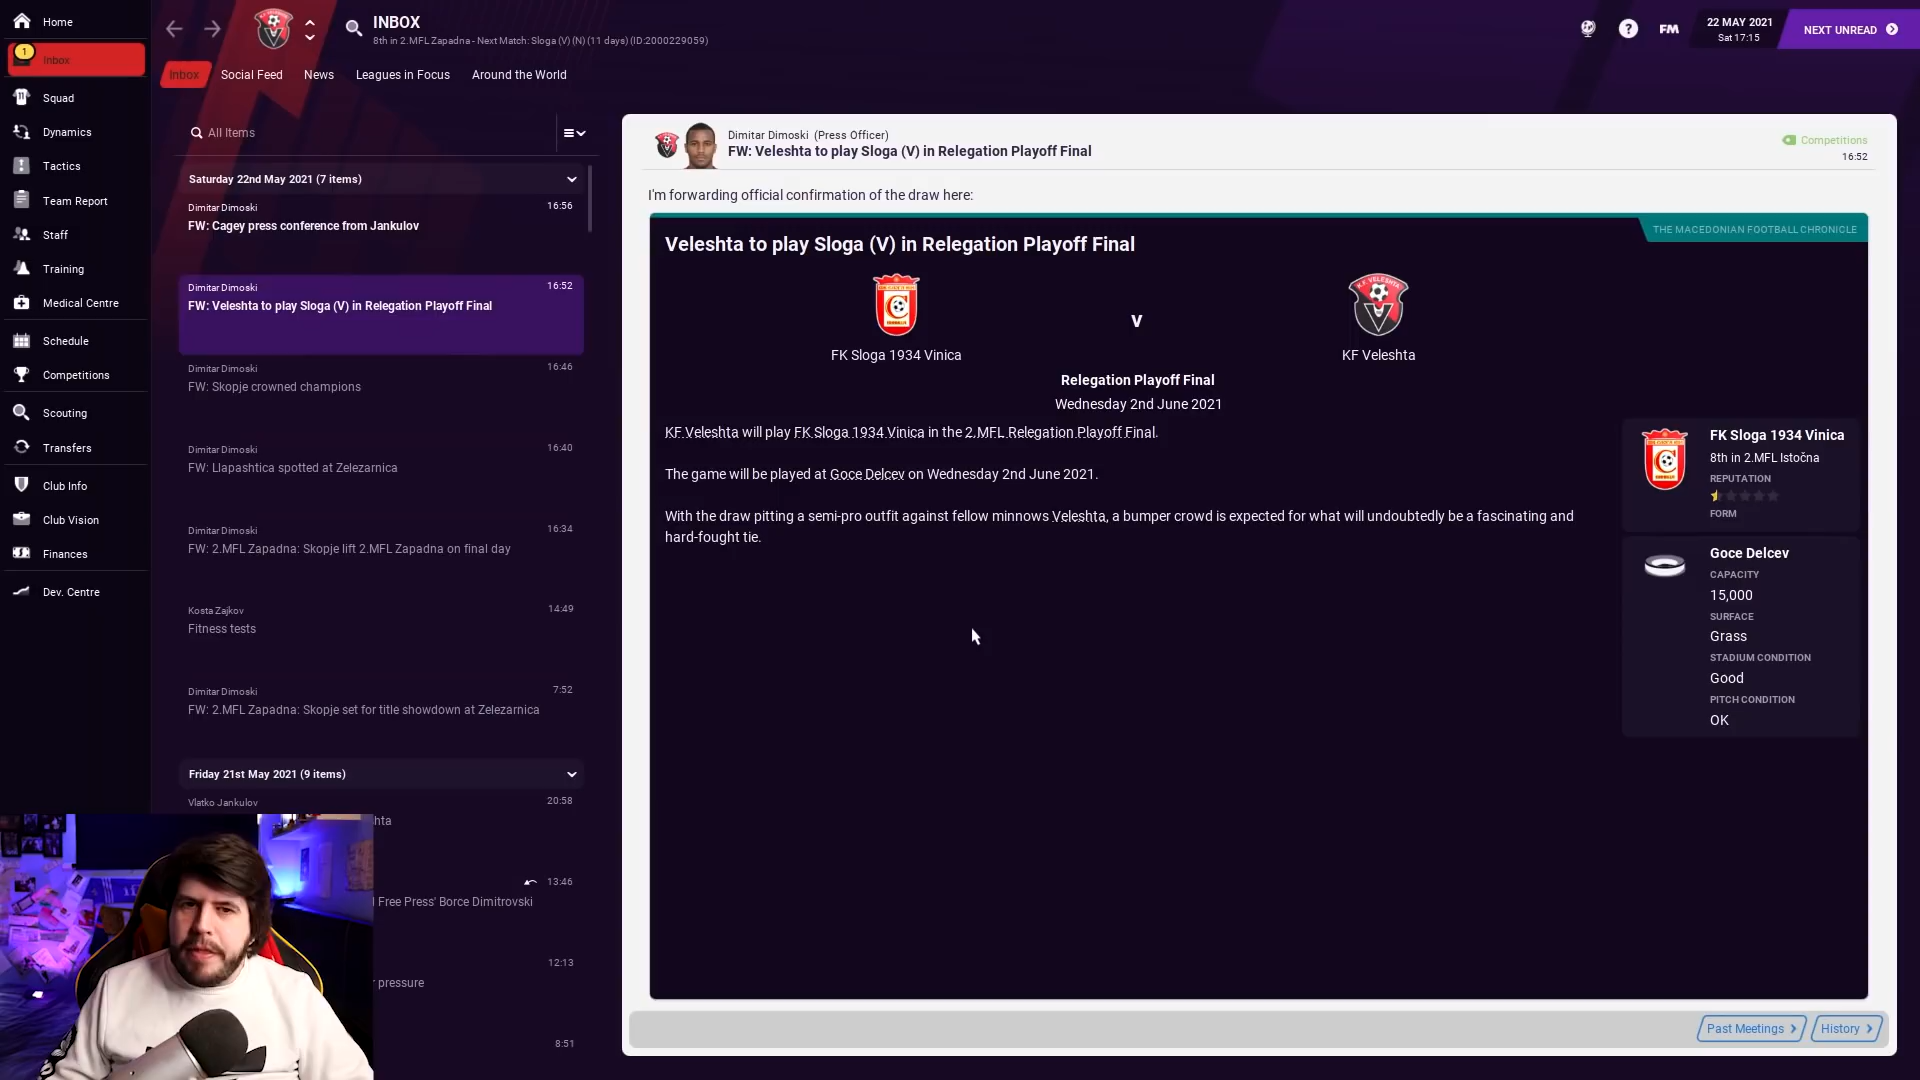 Home
INBOX
8th in 2.MFL Zapadna - Next Match: Sloga (V) (N) (11 days) (ID:2000229059)
FM
22 MAY 2021
Sat 17:15
NEXT UNREAD
1
Inbox
Squad
Dynamics
Tactics
Team Report
Staff
Training
Medical Centre
Schedule
Competitions
Scouting
Transfers
Club Info
Club Vision
Finances
Dev. Centre
Inbox Social Feed News Leagues in Focus Around the World
All Items
Saturday 22nd May 2021 (7 items)
Dimitar Dimoski 16:56
FW: Cagey press conference from Jankulov
Dimitar Dimoski 16:52
FW: Veleshta to play Sloga (V) in Relegation Playoff Final
Dimitar Dimoski 16:46
FW: Skopje crowned champions
Dimitar Dimoski 16:40
FW: Llapashtica spotted at Zelezarnica
Dimitar Dimoski 16:34
FW: 2.MFL Zapadna: Skopje lift 2.MFL Zapadna on final day
Kosta Zajkov 14:49
Fitness tests
Dimitar Dimoski 7:52
FW: 2.MFL Zapadna: Skopje set for title showdown at Zelezarnica
Friday 21st May 2021 (9 items)
Vlatko Jankulov 20:58
hta
13:46
Free Press' Borce Dimitrovski
12:13
pressure
8:51
Dimitar Dimoski (Press Officer)
FW: Veleshta to play Sloga (V) in Relegation Playoff Final
Competitions
16:52
I'm forwarding official confirmation of the draw here:
THE MACEDONIAN FOOTBALL CHRONICLE
Veleshta to play Sloga (V) in Relegation Playoff Final
v
FK Sloga 1934 Vinica KF Veleshta
Relegation Playoff Final
Wednesday 2nd June 2021
KF Veleshta will play FK Sloga 1934 Vinica in the 2.MFL Relegation Playoff Final.
The game will be played at Goce Delcev on Wednesday 2nd June 2021.
With the draw pitting a semi-pro outfit against fellow minnows Veleshta, a bumper crowd is expected for what will undoubtedly be a fascinating and
hard-fought tie.
FK Sloga 1934 Vinica
8th in 2.MFL Istočna
REPUTATION
FORM
Goce Delcev
CAPACITY
15,000
SURFACE
Grass
STADIUM CONDITION
Good
PITCH CONDITION
OK
Past Meetings
History